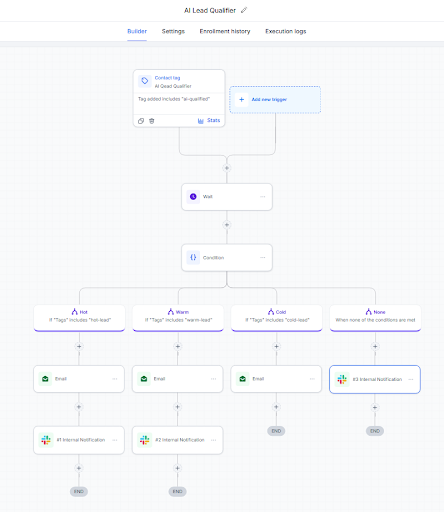 AI Lead Qualifier
Builder
Settings
Enrollment history
Execution logs
Contact tag
AI Qead Qualifier
Tag added includes "ai-qualified"
Stats
Add new trigger
Wait
Condition
Hot
If "Tags" includes "hot-lead"
Warm
If "Tags" includes "warm-lead"
Cold
If "Tags" includes "cold-lead"
None
When none of the conditions are met
Email
Email
Email
#3 Internal Notification
#1 Internal Notification
#2 Internal Notification
END
END
END
END